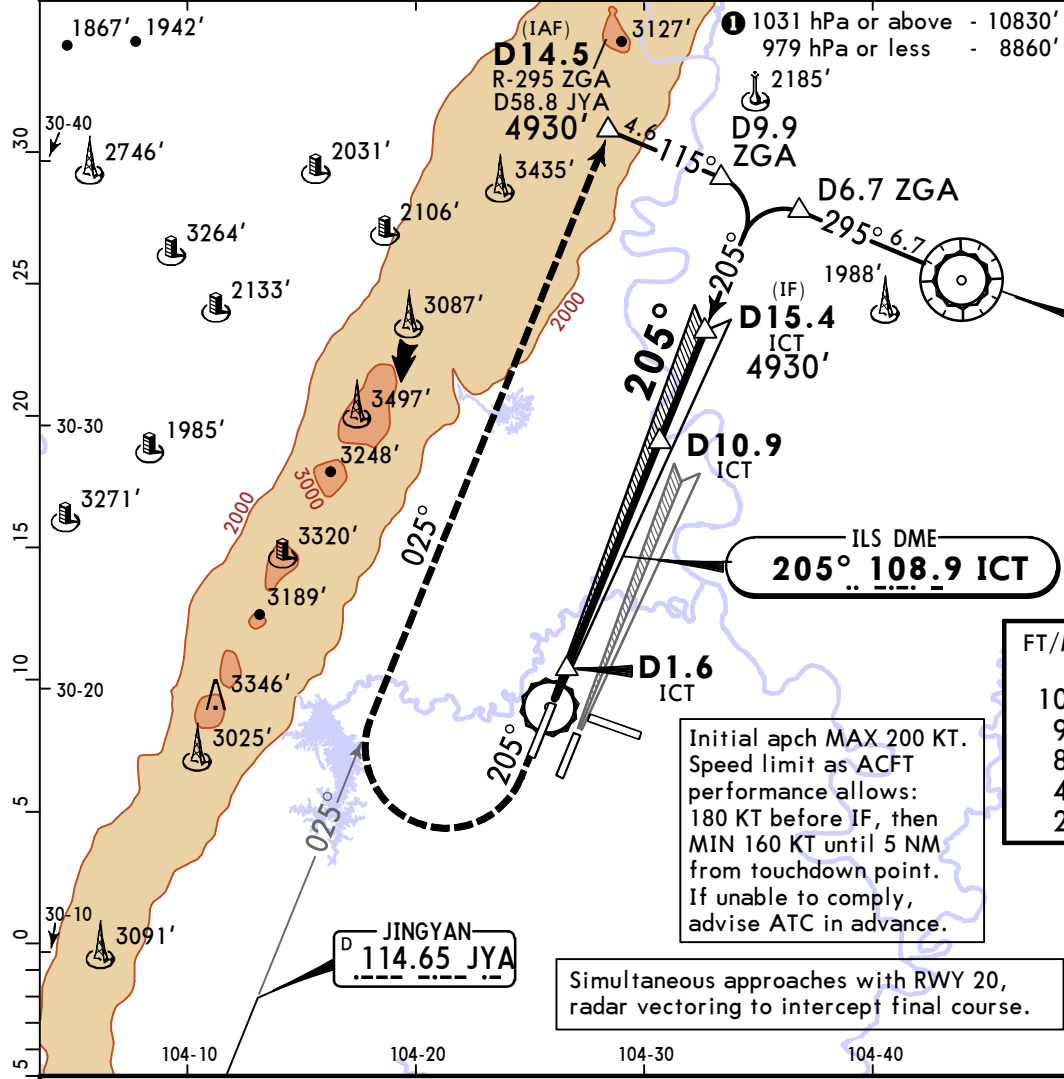 1867'
1942'
(IAF)
D14.5
R-295 ZGA
D58.8 JYA
4930'
3127'
1 1031 hPa or above - 10830'
979 hPa or less - 8860'
2185'
30
30-40
2746'
2031'
3435'
4.6
115°
D9.9
ZGA
2106'
D6.7 ZGA
295° 6.7
3264'
25
2133'
3087'
2000
205°
1988'
(IF)
D15.4
ICT
4930'
205°
20
30-30
3497'
1985'
3248'
D10.9
ICT
3000
3271'
2000
15
3320'
025°
ILS DME
205° 108.9 ICT
3189'
10
30-20
3346'
D1.6
ICT
FT/M
10
9
8
4
2
3025'
205°
Initial apch MAX 200 KT.
Speed limit as ACFT
performance allows:
180 KT before IF, then
MIN 160 KT until 5 NM
from touchdown point.
If unable to comply,
advise ATC in advance.
5
025°
30-10
0
3091'
JINGYAN
D 114.65 JYA
Simultaneous approaches with RWY 20,
radar vectoring to intercept final course.
5
104-10
104-20
104-30
104-40